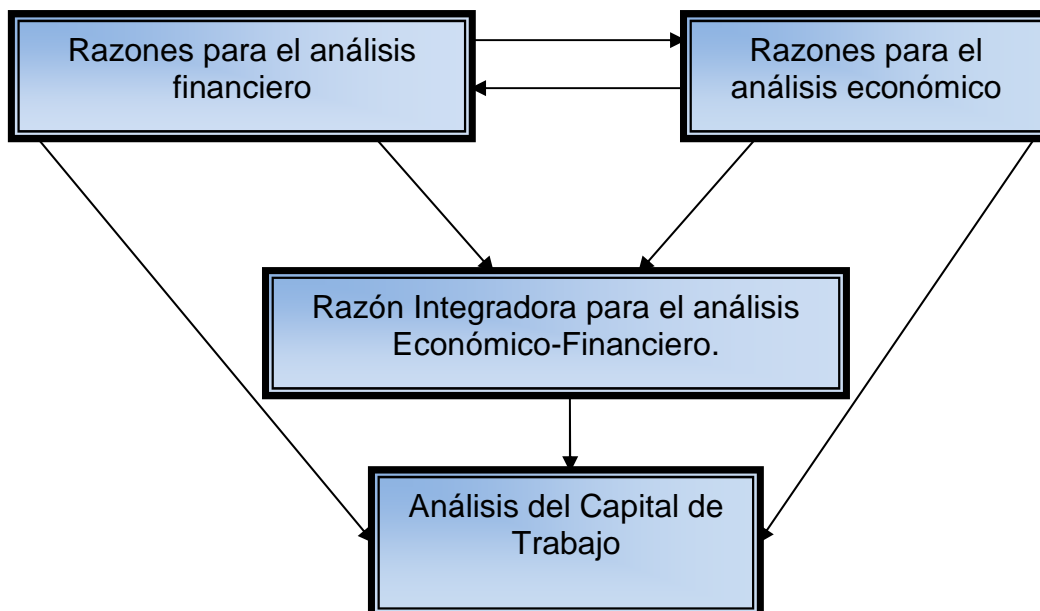 Razones para el análisis
financiero
Razones para el
análisis económico
Razón Integradora para el análisis
Económico-Financiero.
Análisis del Capital de
Trabajo